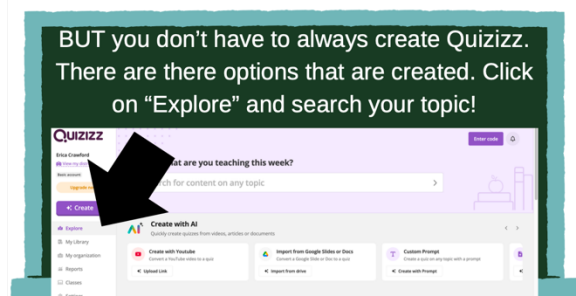 BUT you don't have to always create Quizizz.
There are there options that are created. Click
on "Explore" and search your topic!
QUIZIZZ
Enter code
Erica Crawford
at are you teaching this week?
Basic account
rch for content on any topic
Create
Create with AI
Quickly create quizzes from videos, articles or documents
Explore
My Library
Create with Youtube
Convert a YouTube video to a quiz
Upload Link
Import from Google Slides or Docs
Convert a Google Slide or Doc to a quiz
Import from drive
Custom Prompt
Create a quiz on any topic with a prompt
Create with Prompt
My organization
Reports
Classes